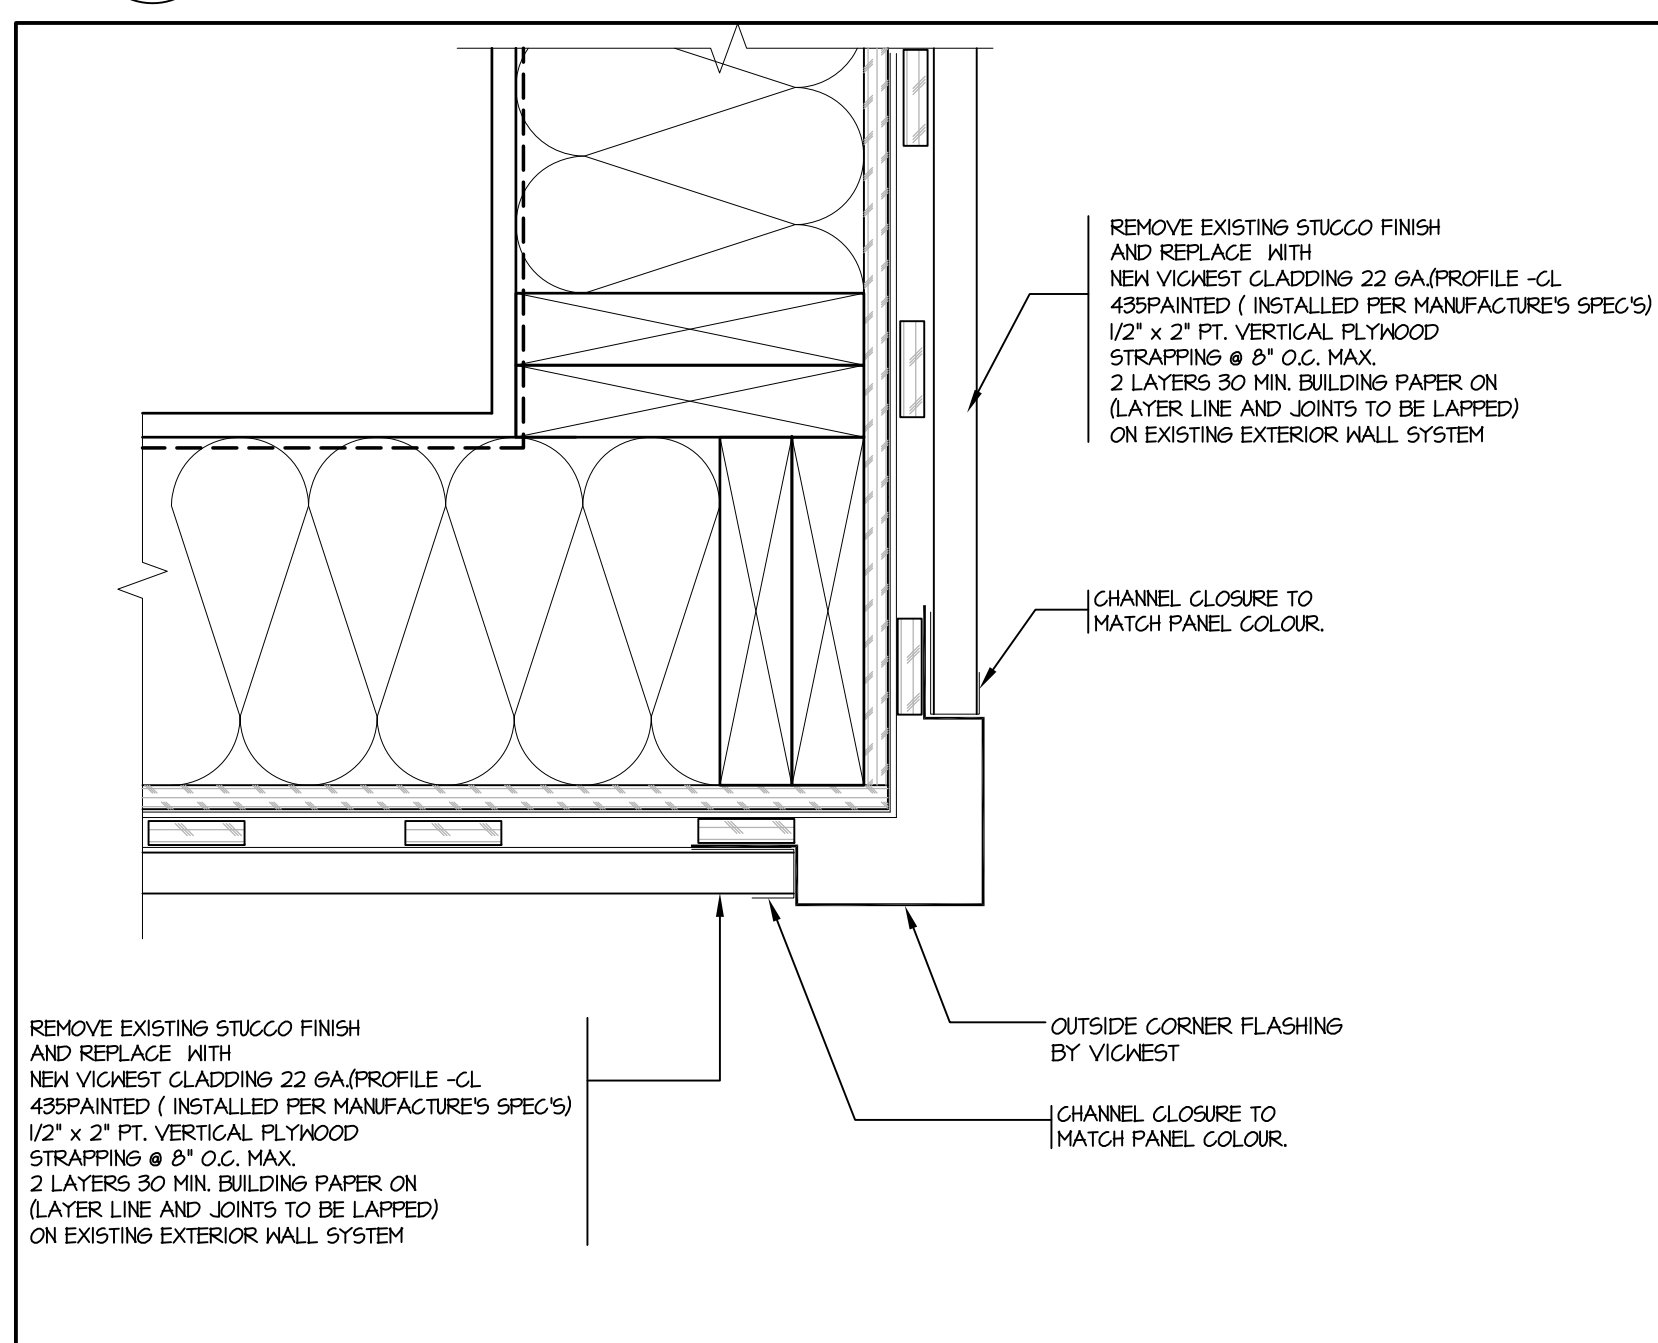 REMOVE EXISTING STUCCO FINISH
AND REPLACE WITH
NEW VICWEST CLADDING 22 GA.(PROFILE -CL
435PAINTED ( INSTALLED PER MANUFACTURE'S SPEC'S)
1/2" x 2" PT. VERTICAL PLYWOOD
STRAPPING @ 8" O.C. MAX.
2 LAYERS 30 MIN. BUILDING PAPER ON
(LAYER LINE AND JOINTS TO BE LAPPED)
ON EXISTING EXTERIOR WALL SYSTEM
CHANNEL CLOSURE TO
MATCH PANEL COLOUR.
REMOVE EXISTING STUCCO FINISH
AND REPLACE WITH
NEW VICWEST CLADDING 22 GA.(PROFILE -CL
435PAINTED ( INSTALLED PER MANUFACTURE'S SPEC'S)
1/2" x 2" PT. VERTICAL PLYWOOD
STRAPPING @ 8" O.C. MAX.
2 LAYERS 30 MIN. BUILDING PAPER ON
(LAYER LINE AND JOINTS TO BE LAPPED)
ON EXISTING EXTERIOR WALL SYSTEM
OUTSIDE CORNER FLASHING
BY VICWEST
CHANNEL CLOSURE TO
MATCH PANEL COLOUR.